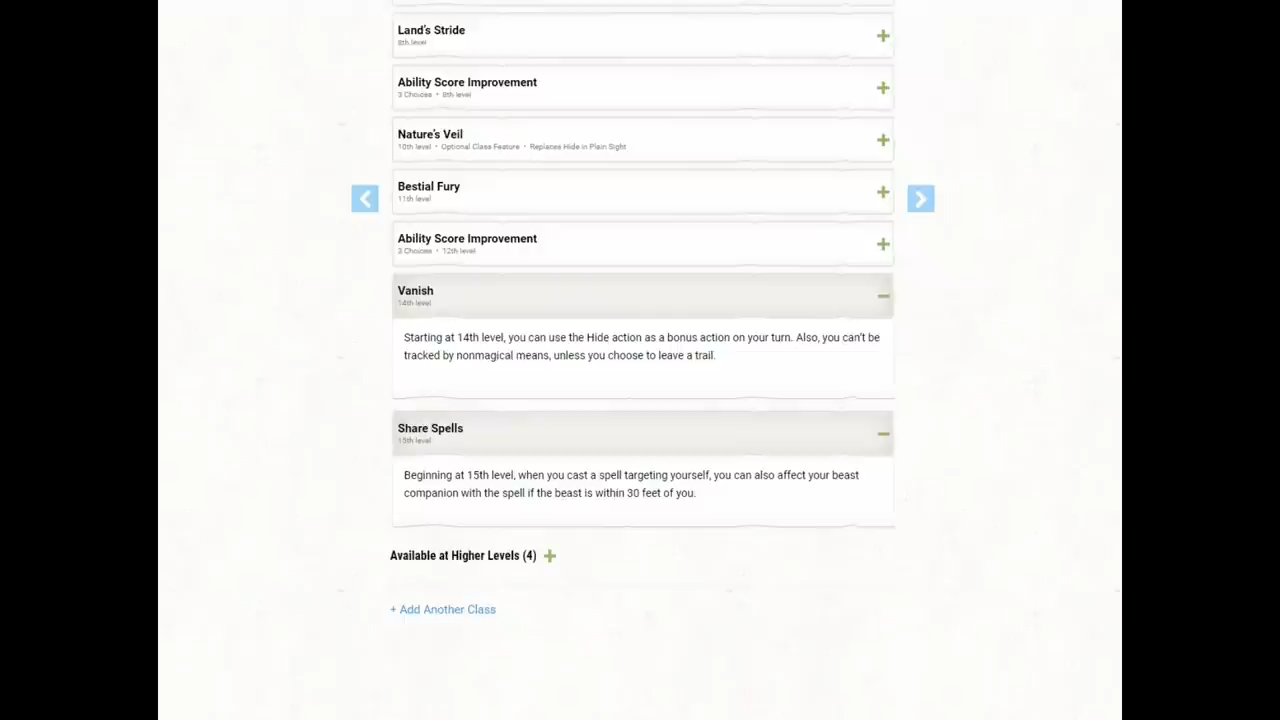 Land's Stride
8th level
Ability Score Improvement
3 Choices • 8th level
Nature's Veil
10th level • Optional Class Feature • Replaces Hide in Plain Sight
Bestial Fury
11th level
Ability Score Improvement
3 Choices • 12th level
Vanish
14th level
Starting at 14th level, you can use the Hide action as a bonus action on your turn. Also, you can't be
tracked by nonmagical means, unless you choose to leave a trail.
Share Spells
15th level
Beginning at 15th level, when you cast a spell targeting yourself, you can also affect your beast
companion with the spell if the beast is within 30 feet of you.
Available at Higher Levels (4)
+ Add Another Class